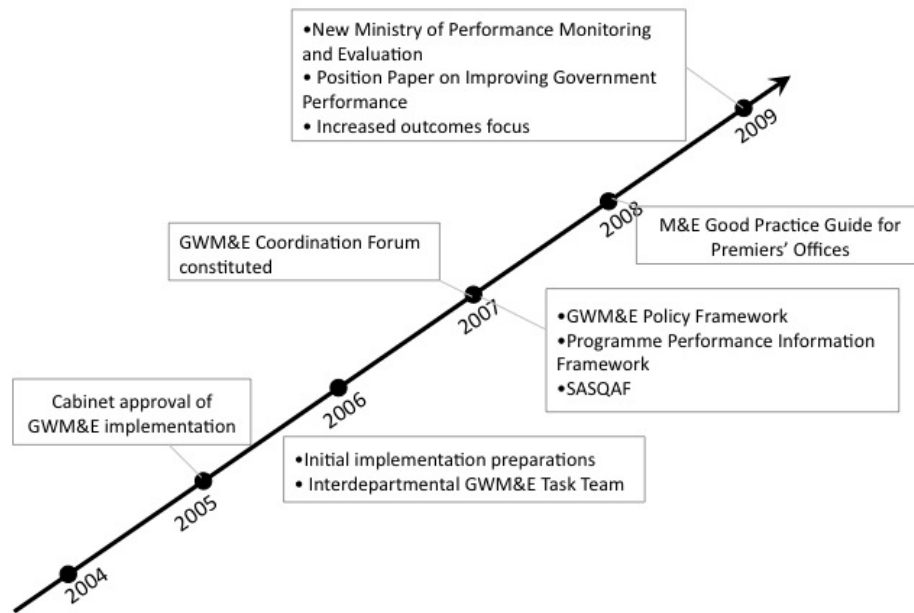 •New Ministry of Performance Monitoring
and Evaluation
• Position Paper on Improving Government
Performance
• Increased outcomes focus
2009
M&E Good Practice Guide for
Premiers’ Offices
2008
GWM&E Coordination Forum
constituted
2007
•GWM&E Policy Framework
•Programme Performance Information
Framework
•SASQAF
2006
Cabinet approval of
GWM&E implementation
•Initial implementation preparations
• Interdepartmental GWM&E Task Team
2005
2004